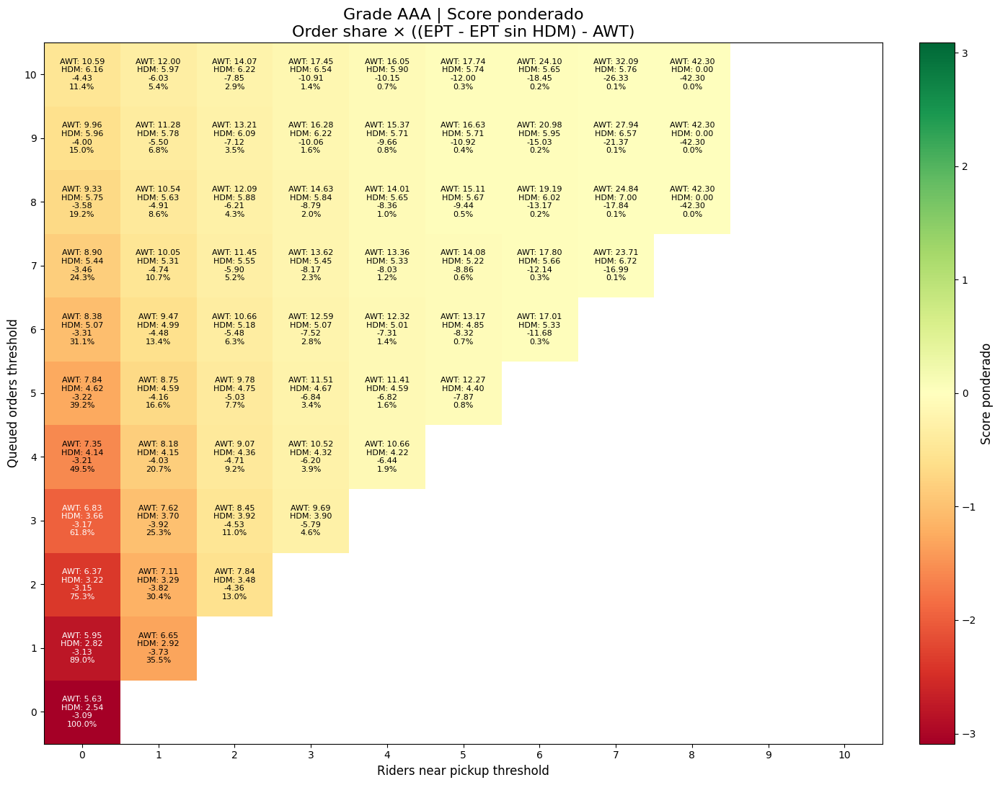 Grade AAA | Score ponderado
Order share × ((EPT - EPT sin HDM) - AWT)
Queued orders threshold
10
AWT: 10.59 AWT: 12.00 AWT: 14.07 AWT: 17.45 AWT: 16.05 AWT: 17.74 AWT: 24.10 AWT: 32.09 AWT: 42.30
HDM: 6.16 HDM: 5.97 HDM: 6.22 HDM: 6.54 HDM: 5.90 HDM: 5.74 HDM: 5.65 HDM: 5.76 HDM: 0.00
-4.43 -6.03 -7.85 -10.91 -10.15 -12.00 -18.45 -26.33 -42.30
11.4% 5.4% 2.9% 1.4% 0.7% 0.3% 0.2% 0.1% 0.0%
9
AWT: 9.96 AWT: 11.28 AWT: 13.21 AWT: 16.28 AWT: 15.37 AWT: 16.63 AWT: 20.98 AWT: 27.94 AWT: 42.30
HDM: 5.96 HDM: 5.78 HDM: 6.09 HDM: 6.22 HDM: 5.71 HDM: 5.71 HDM: 5.95 HDM: 6.57 HDM: 0.00
-4.00 -5.50 -7.12 -10.06 -9.66 -10.92 -15.03 -21.37 -42.30
15.0% 6.8% 3.5% 1.6% 0.8% 0.4% 0.2% 0.1% 0.0%
8
AWT: 9.33 AWT: 10.54 AWT: 12.09 AWT: 14.63 AWT: 14.01 AWT: 15.11 AWT: 19.19 AWT: 24.84 AWT: 42.30
HDM: 5.75 HDM: 5.63 HDM: 5.88 HDM: 5.84 HDM: 5.65 HDM: 5.67 HDM: 6.02 HDM: 7.00 HDM: 0.00
-3.58 -4.91 -6.21 -8.79 -8.36 -9.44 -13.17 -17.84 -42.30
19.2% 8.6% 4.3% 2.0% 1.0% 0.5% 0.2% 0.1% 0.0%
7
AWT: 8.90 AWT: 10.05 AWT: 11.45 AWT: 13.62 AWT: 13.36 AWT: 14.08 AWT: 17.80 AWT: 23.71
HDM: 5.44 HDM: 5.31 HDM: 5.55 HDM: 5.45 HDM: 5.33 HDM: 5.22 HDM: 5.66 HDM: 6.72
-3.46 -4.74 -5.90 -8.17 -8.03 -8.86 -12.14 -16.99
24.3% 10.7% 5.2% 2.3% 1.2% 0.6% 0.3% 0.1%
6
AWT: 8.38 AWT: 9.47 AWT: 10.66 AWT: 12.59 AWT: 12.32 AWT: 13.17 AWT: 17.01
HDM: 5.07 HDM: 4.99 HDM: 5.18 HDM: 5.07 HDM: 5.01 HDM: 4.85 HDM: 5.33
-3.31 -4.48 -5.48 -7.52 -7.31 -8.32 -11.68
31.1% 13.4% 6.3% 2.8% 1.4% 0.7% 0.3%
5
AWT: 7.84 AWT: 8.75 AWT: 9.78 AWT: 11.51 AWT: 11.41 AWT: 12.27
HDM: 4.62 HDM: 4.59 HDM: 4.75 HDM: 4.67 HDM: 4.59 HDM: 4.40
-3.22 -4.16 -5.03 -6.84 -6.82 -7.87
39.2% 16.6% 7.7% 3.4% 1.6% 0.8%
4
AWT: 7.35 AWT: 8.18 AWT: 9.07 AWT: 10.52 AWT: 10.66
HDM: 4.14 HDM: 4.15 HDM: 4.36 HDM: 4.32 HDM: 4.22
-3.21 -4.03 -4.71 -6.20 -6.44
49.5% 20.7% 9.2% 3.9% 1.9%
3
AWT: 6.83 AWT: 7.62 AWT: 8.45 AWT: 9.69
HDM: 3.66 HDM: 3.70 HDM: 3.92 HDM: 3.90
-3.17 -3.92 -4.53 -5.79
61.8% 25.3% 11.0% 4.6%
2
AWT: 6.37 AWT: 7.11 AWT: 7.84
HDM: 3.22 HDM: 3.29 HDM: 3.48
-3.15 -3.82 -4.36
75.3% 30.4% 13.0%
1
AWT: 5.95 AWT: 6.65
HDM: 2.82 HDM: 2.92
-3.13 -3.73
89.0% 35.5%
0
AWT: 5.63
HDM: 2.54
-3.09
100.0%
0 1 2 3 4 5 6 7 8 9 10
Riders near pickup threshold
3
2
1
0
−1
−2
−3
Score ponderado